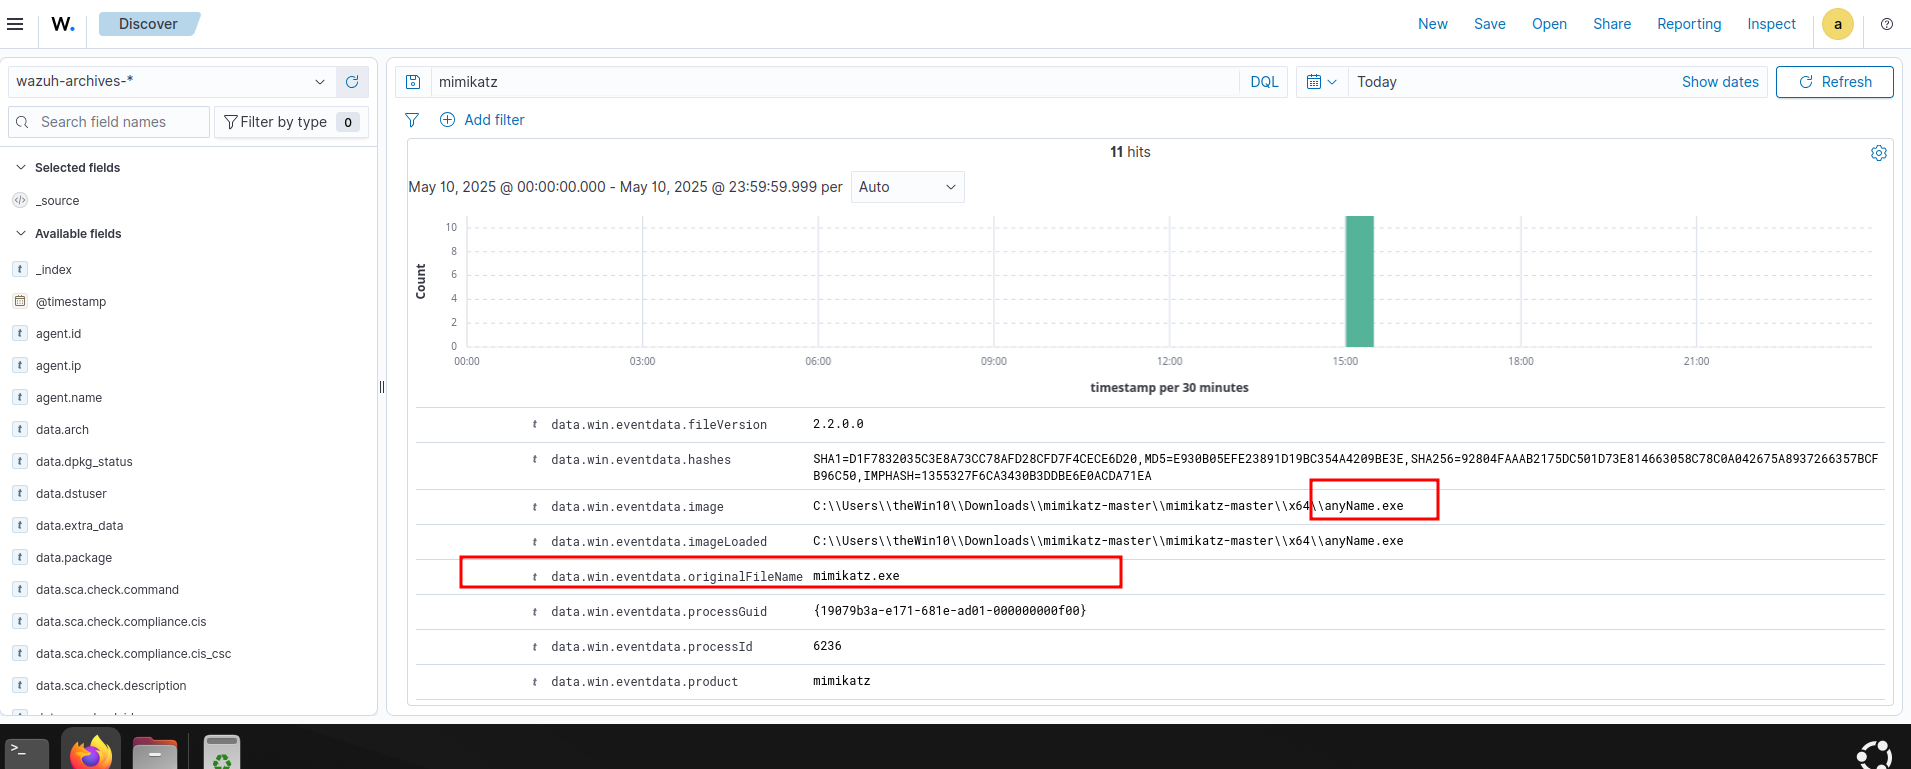 W.
Discover
New
Save
Open
Share
Reporting
Inspect
a
wazuh-archives-*
mimikatz
DQL
Today
Show dates
Refresh
Search field names
Filter by type 0
Add filter
Selected fields
_source
Available fields
_index
@timestamp
agent.id
agent.ip
agent.name
data.arch
data.dpkg_status
data.dstuser
data.extra_data
data.package
data.sca.check.command
data.sca.check.compliance.cis
data.sca.check.compliance.cis_csc
data.sca.check.description
11 hits
May 10, 2025 @ 00:00:00.000 - May 10, 2025 @ 23:59:59.999 per Auto
Count
10
8
6
4
2
0
00:00 03:00 06:00 09:00 12:00 15:00 18:00 21:00
timestamp per 30 minutes
t data.win.eventdata.fileVersion 2.2.0.0
t data.win.eventdata.hashes SHA1=D1F7832035C3E8A73CC78AFD28CFD7F4CECE6D20,MD5=E930B05EFE23891D19BC354A4209BE3E,SHA256=92804FAAAB2175DC501D73E814663058C78C0A042675A8937266357BCF
B96C50,IMPHASH=1355327F6CA3430B3DDBE6E0ACDA71EA
t data.win.eventdata.image C:\\Users\\theWin10\\Downloads\\mimikatz-master\\mimikatz-master\\x64\\anyName.exe
t data.win.eventdata.imageLoaded C:\\Users\\theWin10\\Downloads\\mimikatz-master\\mimikatz-master\\x64\\anyName.exe
t data.win.eventdata.originalFileName mimikatz.exe
t data.win.eventdata.processGuid {19079b3a-e171-681e-ad01-000000000f00}
t data.win.eventdata.processId 6236
t data.win.eventdata.product mimikatz